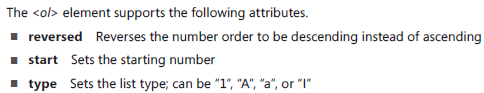 The <ol> element supports the following attributes.
■ reversed Reverses the number order to be descending instead of ascending
■ start Sets the starting number
■ type Sets the list type; can be "1", "A", "a", or "I"